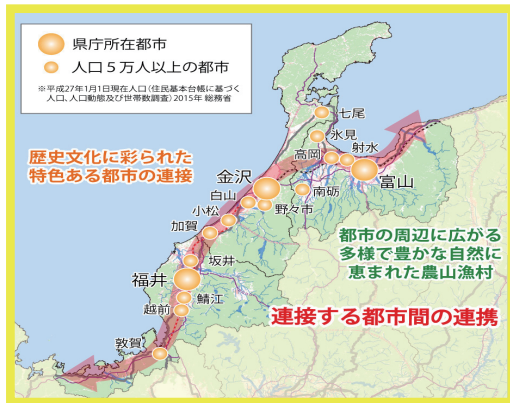 県庁所在都市
人口5万人以上の都市
※平成27年1月1日現在人口(住民基本台帳に基づく
人口、人口動態及び世帯数調査)2015年 総務省
七尾
氷見
高岡
射水
歴史文化に彩られた
特色ある都市の連接
金沢
富山
白山
南砺
小松
野々市
加賀
都市の周辺に広がる
多様で豊かな自然に
恵まれた農山漁村
坂井
福井
鯖江
連接する都市間の連携
越前
敦賀